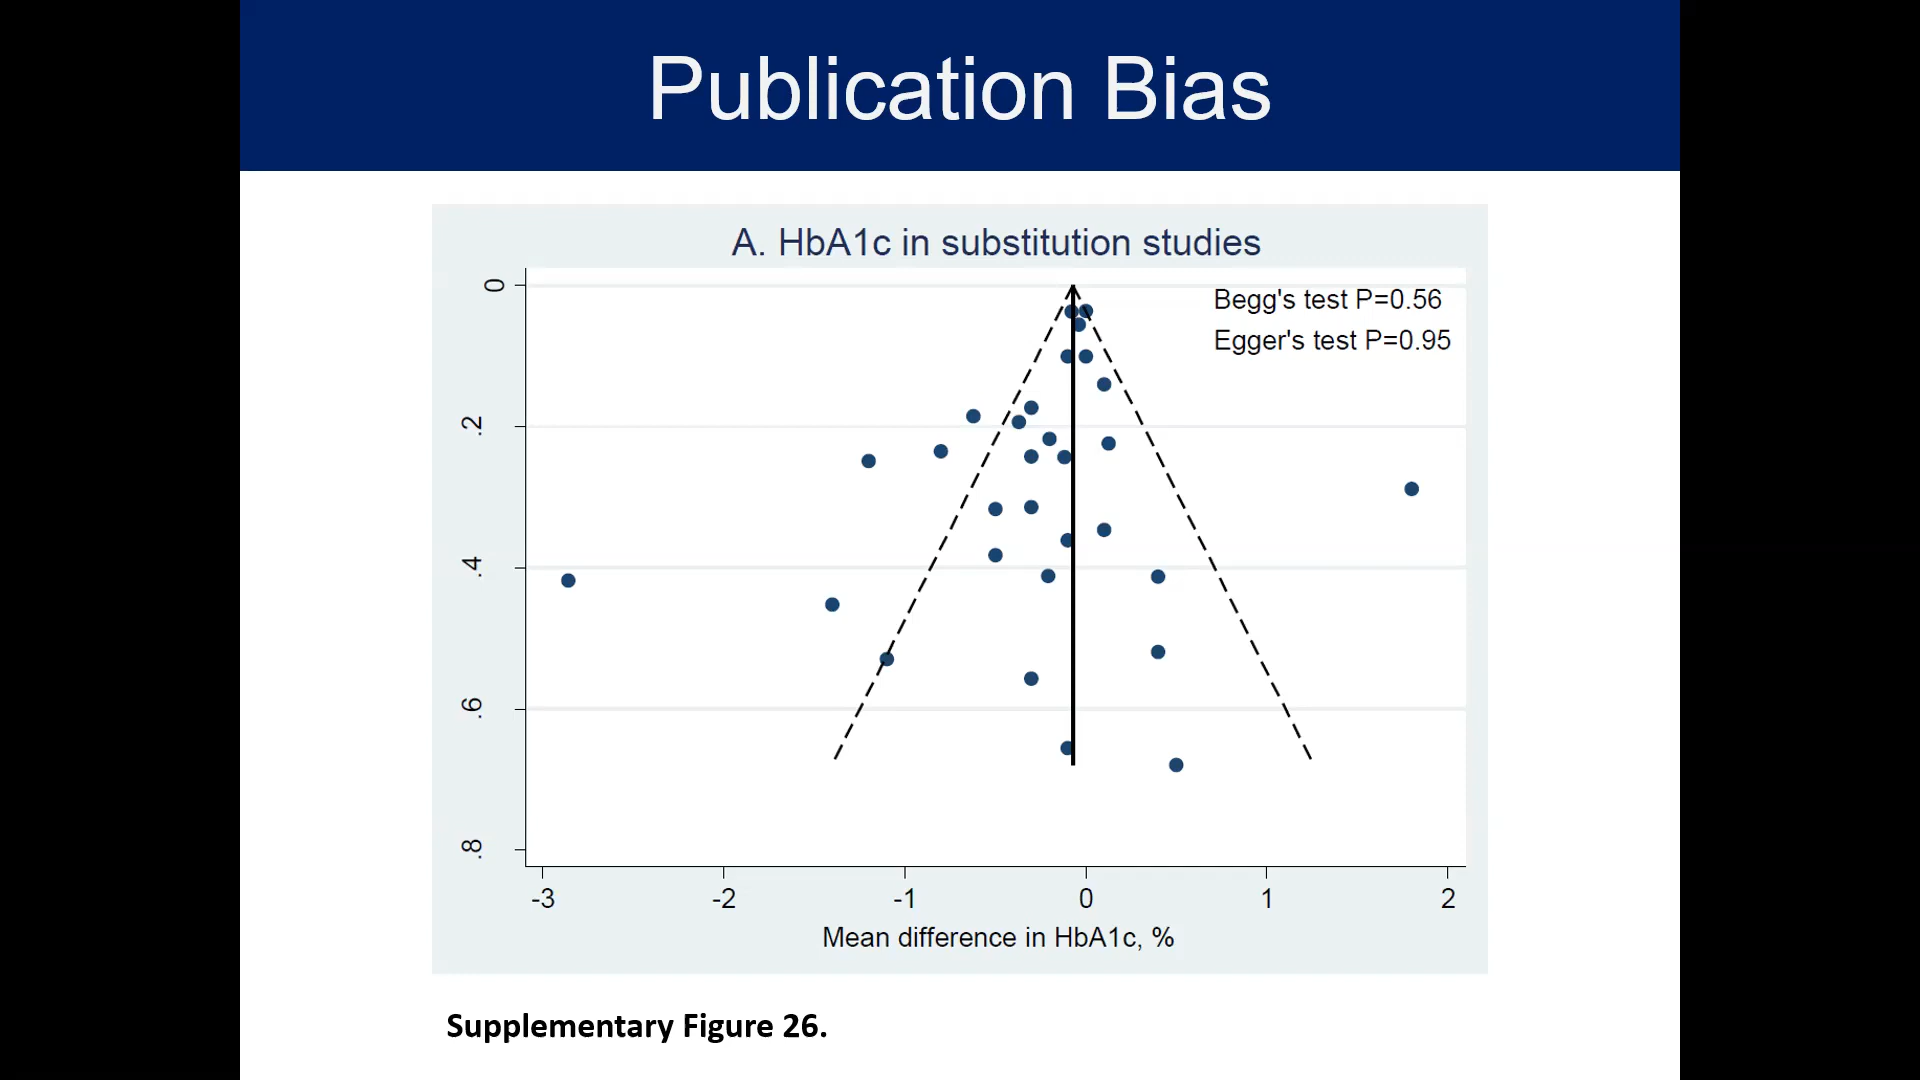 Publication Bias
A. HbA1c in substitution studies
Begg's test P=0.56
Egger's test P=0.95
0
.2
.4
.6
.8
-3 -2 -1 0 1 2
Mean difference in HbA1c, %
Supplementary Figure 26.